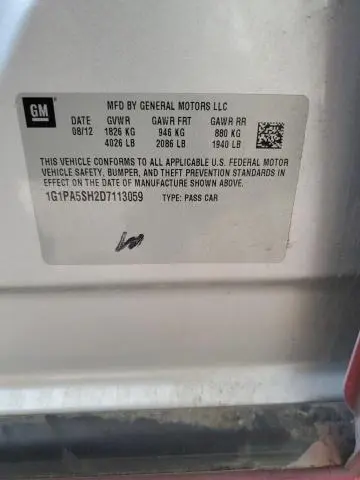 GM
MFD BY GENERAL MOTORS LLC
DATE GVWR GAWR FRT GAWR RR
08/12 1826 KG 946 KG 880 KG
4026 LB 2086 LB 1940 LB
THIS VEHICLE CONFORMS TO ALL APPLICABLE U.S. FEDERAL MOTOR
VEHICLE SAFETY, BUMPER, AND THEFT PREVENTION STANDARDS IN
EFFECT ON THE DATE OF MANUFACTURE SHOWN ABOVE.
1G1PA5SH2D7113059 TYPE: PASS CAR